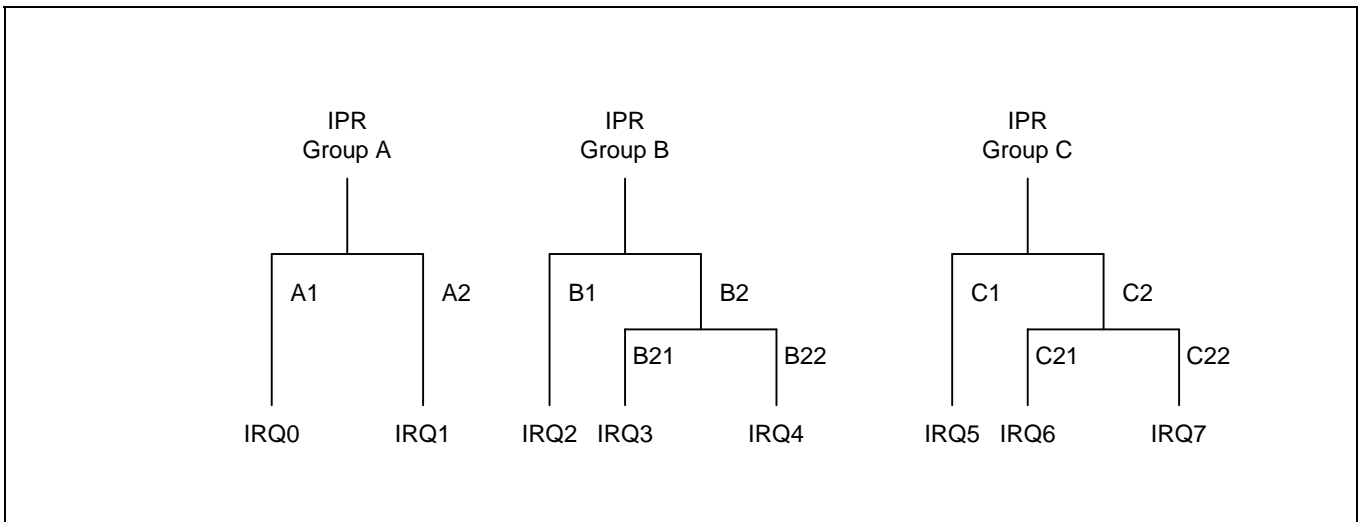 IPR
Group A
IPR
Group B
IPR
Group C
A1
A2
B1
B2
C1
C2
B21
B22
C21
C22
IRQ0
IRQ1
IRQ2
IRQ3
IRQ4
IRQ5
IRQ6
IRQ7